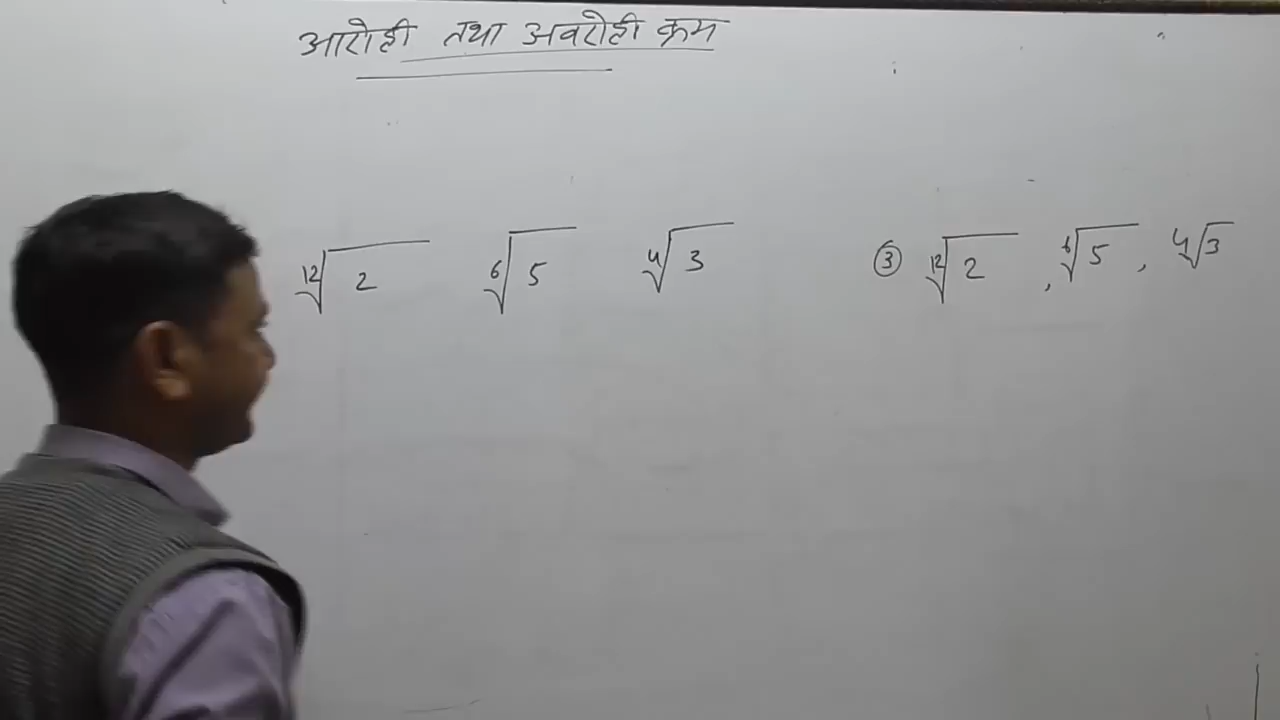 आरोही तथा अवरोही क्रम
¹²√2 ⁶√5 ⁴√3
③ ¹²√2 , ⁶√5 , ⁴√3